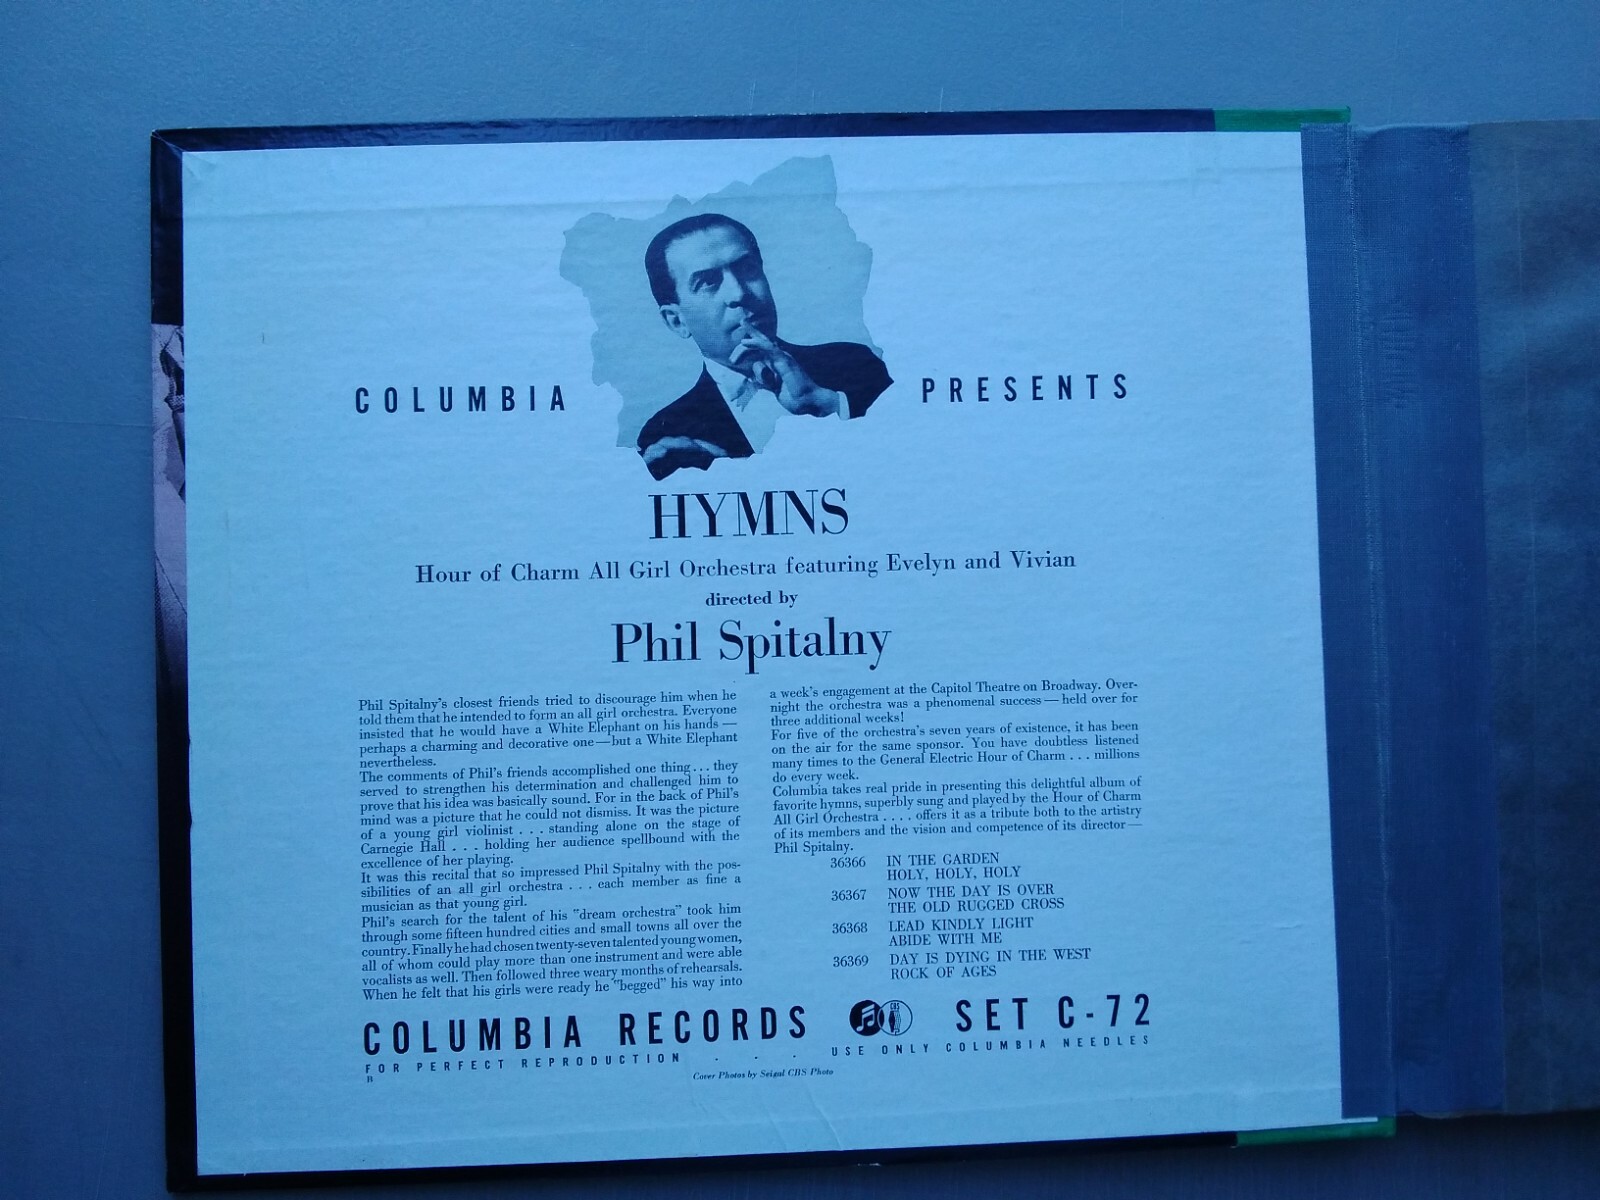 COLUMBIA PRESENTS
HYMNS
Hour of Charm All Girl Orchestra featuring Evelyn and Vivian
directed by
Phil Spitalny
Phil Spitalny's closest friends tried to discourage him when he
told them that he intended to form an all girl orchestra. Everyone
insisted that he would have a White Elephant on his hands —
perhaps a charming and decorative one — but a White Elephant
nevertheless.
The comments of Phil's friends accomplished one thing . . . they
served to strengthen his determination and challenged him to
prove that his idea was basically sound. For in the back of Phil's
mind was a picture that he could not dismiss. It was the picture
of a young girl violinist . . . standing alone on the stage of
Carnegie Hall . . . holding her audience spellbound with the
excellence of her playing.
It was this recital that so impressed Phil Spitalny with the pos-
sibilities of an all girl orchestra . . . each member as fine a
musician as that young girl.
Phil's search for the talent of his "dream orchestra" took him
through some fifteen hundred cities and small towns all over the
country. Finally he had chosen twenty-seven talented young women,
all of whom could play more than one instrument and were able
vocalists as well. Then followed three weary months of rehearsals.
When he felt that his girls were ready he "begged" his way into
a week's engagement at the Capitol Theatre on Broadway. Over-
night the orchestra was a phenomenal success — held over for
three additional weeks!
For five of the orchestra's seven years of existence, it has been
on the air for the same sponsor. You have doubtless listened
many times to the General Electric Hour of Charm . . . millions
do every week.
Columbia takes real pride in presenting this delightful album of
favorite hymns, superbly sung and played by the Hour of Charm
All Girl Orchestra . . . . offers it as a tribute both to the artistry
of its members and the vision and competence of its director —
Phil Spitalny.
36366 IN THE GARDEN
HOLY, HOLY, HOLY
36367 NOW THE DAY IS OVER
THE OLD RUGGED CROSS
36368 LEAD KINDLY LIGHT
ABIDE WITH ME
36369 DAY IS DYING IN THE WEST
ROCK OF AGES
COLUMBIA RECORDS CBS SET C-72
FOR PERFECT REPRODUCTION . . . USE ONLY COLUMBIA NEEDLES
Cover Photos by Seigal CBS Photo